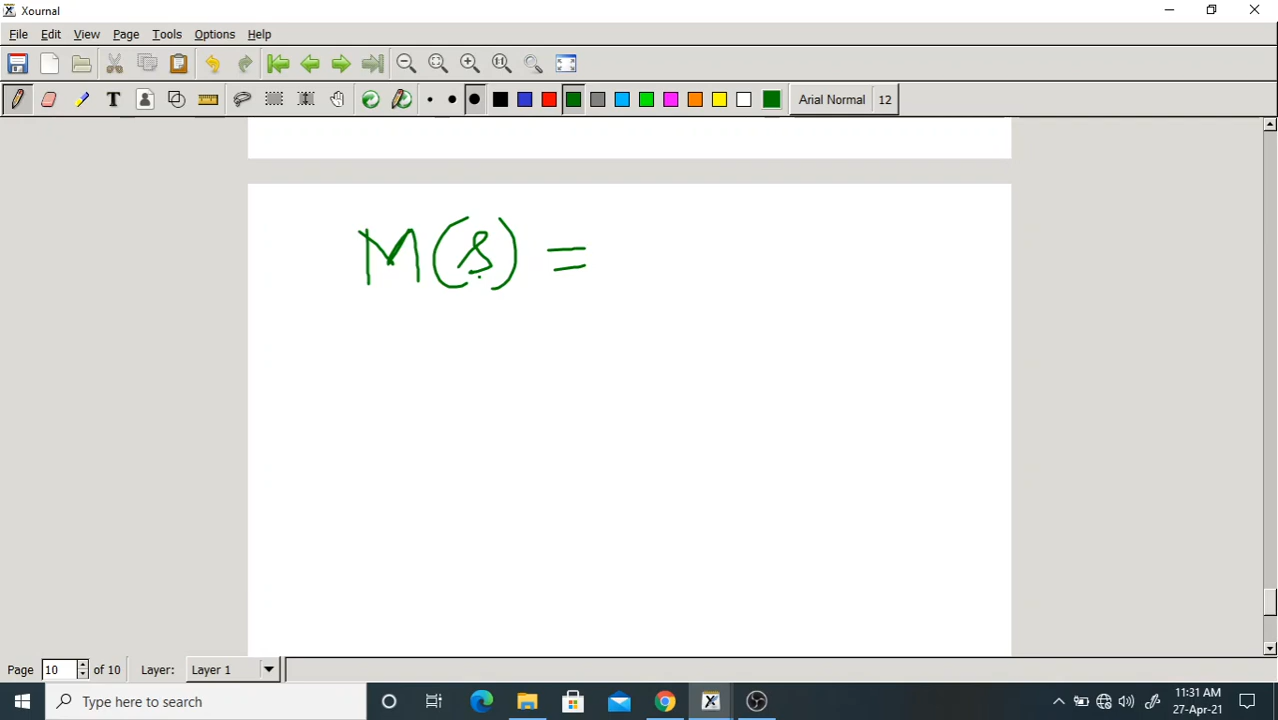 Xournal
File Edit View Page Tools Options Help
Arial Normal 12
M(s) =
Page 10 of 10 Layer: Layer 1
Type here to search
11:31 AM
27-Apr-21